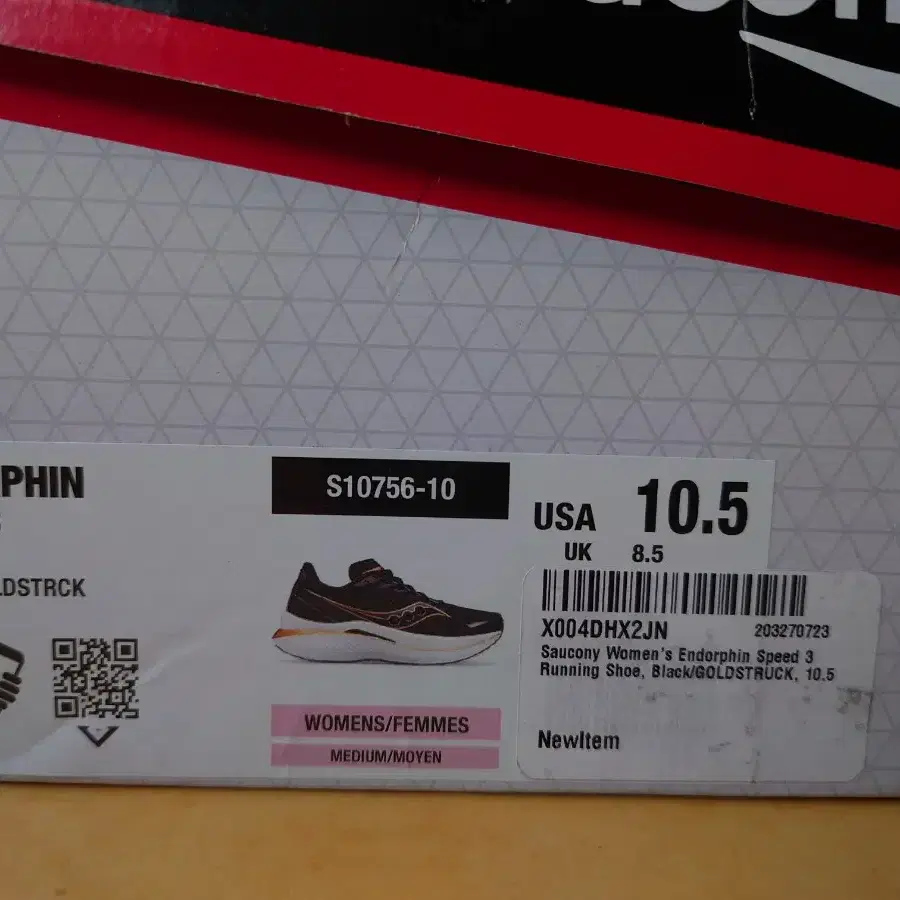 PHIN
S10756-10
USA 10.5
UK 8.5
LDSTRCK
X004DHX2JN 203270723
Saucony Women's Endorphin Speed 3
Running Shoe, Black/GOLDSTRUCK, 10.5
NewItem
WOMENS/FEMMES
MEDIUM/MOYEN